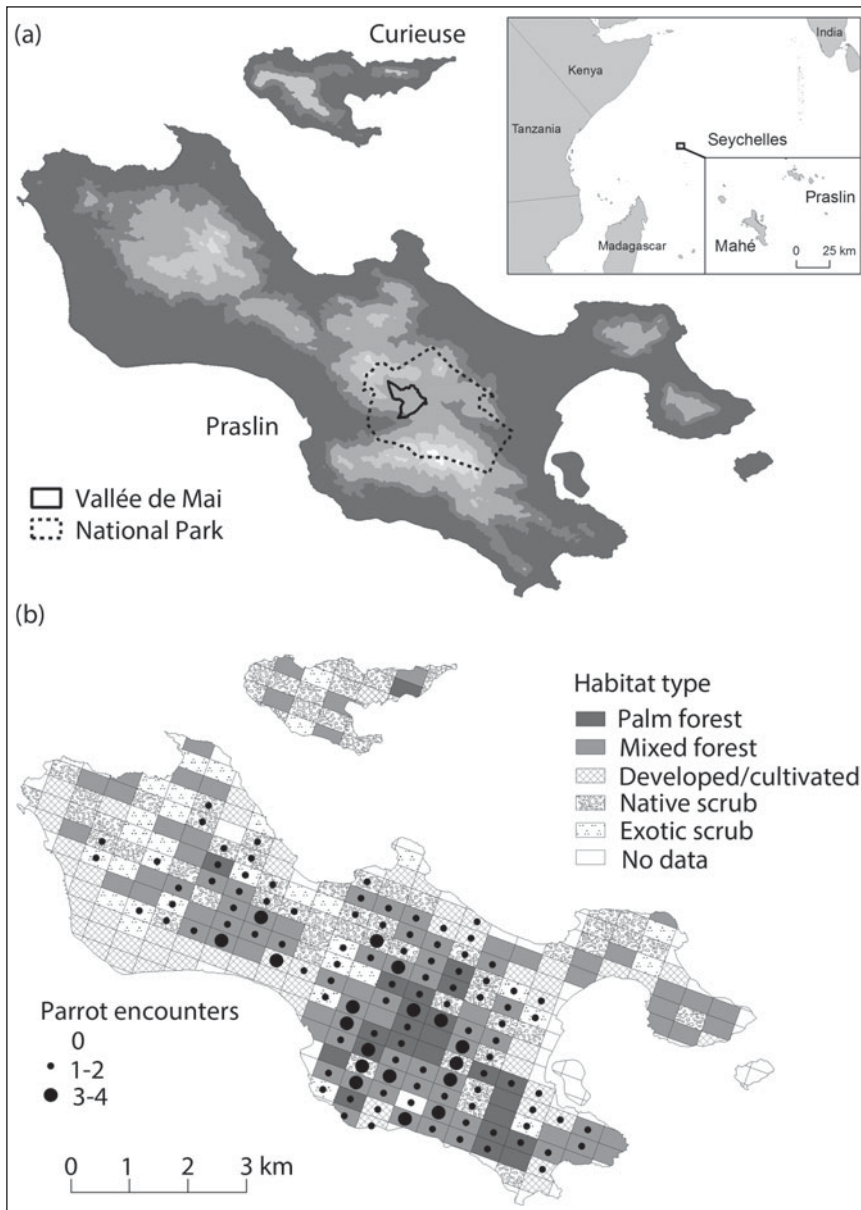 (a)
Curieuse
India
Kenya
Tanzania
Seychelles
Praslin
Mahé
Madagascar
0 25 km
Praslin
Vallée de Mai
National Park
(b)
Habitat type
Palm forest
Mixed forest
Developed/cultivated
Native scrub
Exotic scrub
No data
Parrot encounters
0
1-2
3-4
0 1 2 3 km